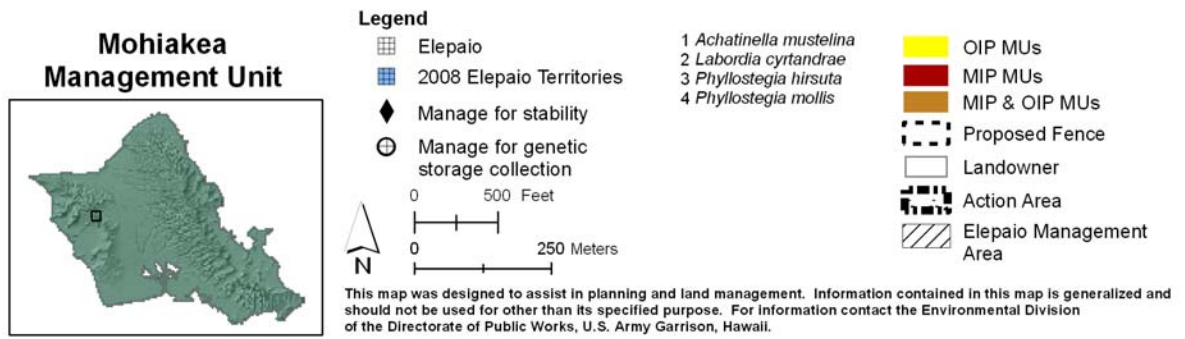 Mohiakea
Management Unit
Legend
Elepaio
2008 Elepaio Territories
Manage for stability
Manage for genetic
storage collection
0 500 Feet
0 250 Meters
N
1 Achatinella mustelina
2 Labordia cyrtandrae
3 Phyllostegia hirsuta
4 Phyllostegia mollis
OIP MUs
MIP MUs
MIP & OIP MUs
Proposed Fence
Landowner
Action Area
Elepaio Management
Area
This map was designed to assist in planning and land management. Information contained in this map is generalized and
should not be used for other than its specified purpose. For information contact the Environmental Division
of the Directorate of Public Works, U.S. Army Garrison, Hawaii.